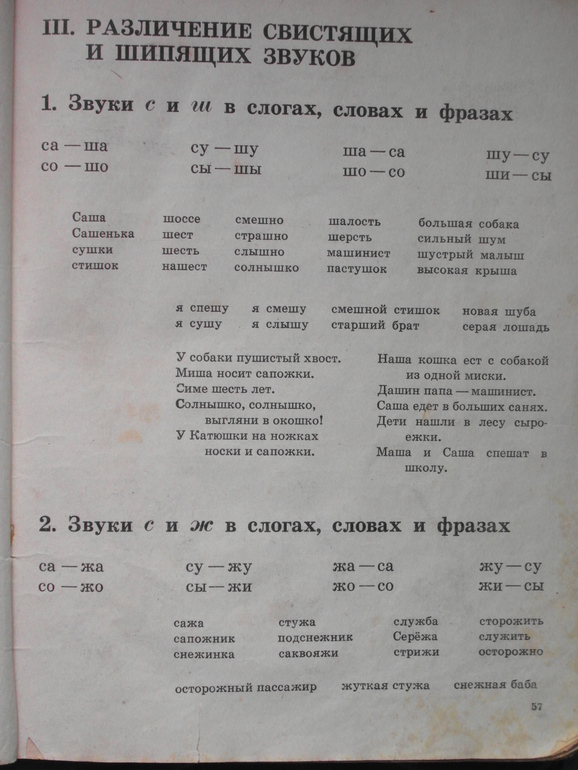 III. РАЗЛИЧЕНИЕ СВИСТЯЩИХ
И ШИПЯЩИХ ЗВУКОВ
1. Звуки с и ш в слогах, словах и фразах
са — ша су — шу ша — са шу — су
со — шо сы — шы шо — со ши — сы
Саша шоссе смешно шалость большая собака
Сашенька шест страшно шерсть сильный шум
сушки шесть слышно машинист шустрый малыш
стишок нашест солнышко пастушок высокая крыша
я спешу я смешу смешной стишок новая шуба
я сушу я слышу старший брат серая лошадь
У собаки пушистый хвост.
Миша носит сапожки.
Симе шесть лет.
Солнышко, солнышко,
выгляни в окошко!
У Катюшки на ножках
носки и сапожки.
Наша кошка ест с собакой
из одной миски.
Дашин папа — машинист.
Саша едет в больших санях.
Дети нашли в лесу сыро-
ежки.
Маша и Саша спешат в
школу.
2. Звуки с и ж в слогах, словах и фразах
са — жа су — жу жа — са жу — су
со — жо сы — жи жо — со жи — сы
сажа стужа служба сторожить
сапожник подснежник Серёжа служить
снежинка саквояжи стрижи осторожно
осторожный пассажир жуткая стужа снежная баба
57